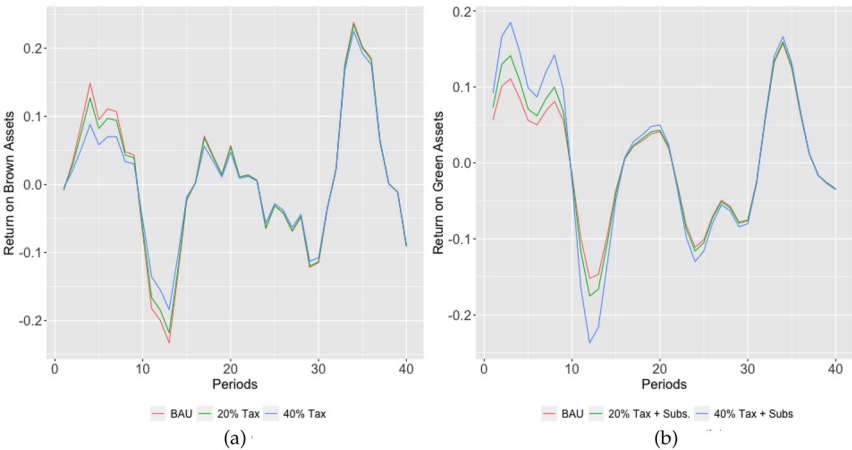 Return on Brown Assets
0.2
0.1
0.0
-0.1
-0.2
0 10 20 30 40
Periods
BAU 20% Tax 40% Tax
(a)
Return on Green Assets
0.2
0.1
0.0
-0.1
-0.2
0 10 20 30 40
Periods
BAU 20% Tax + Subs. 40% Tax + Subs
(b)